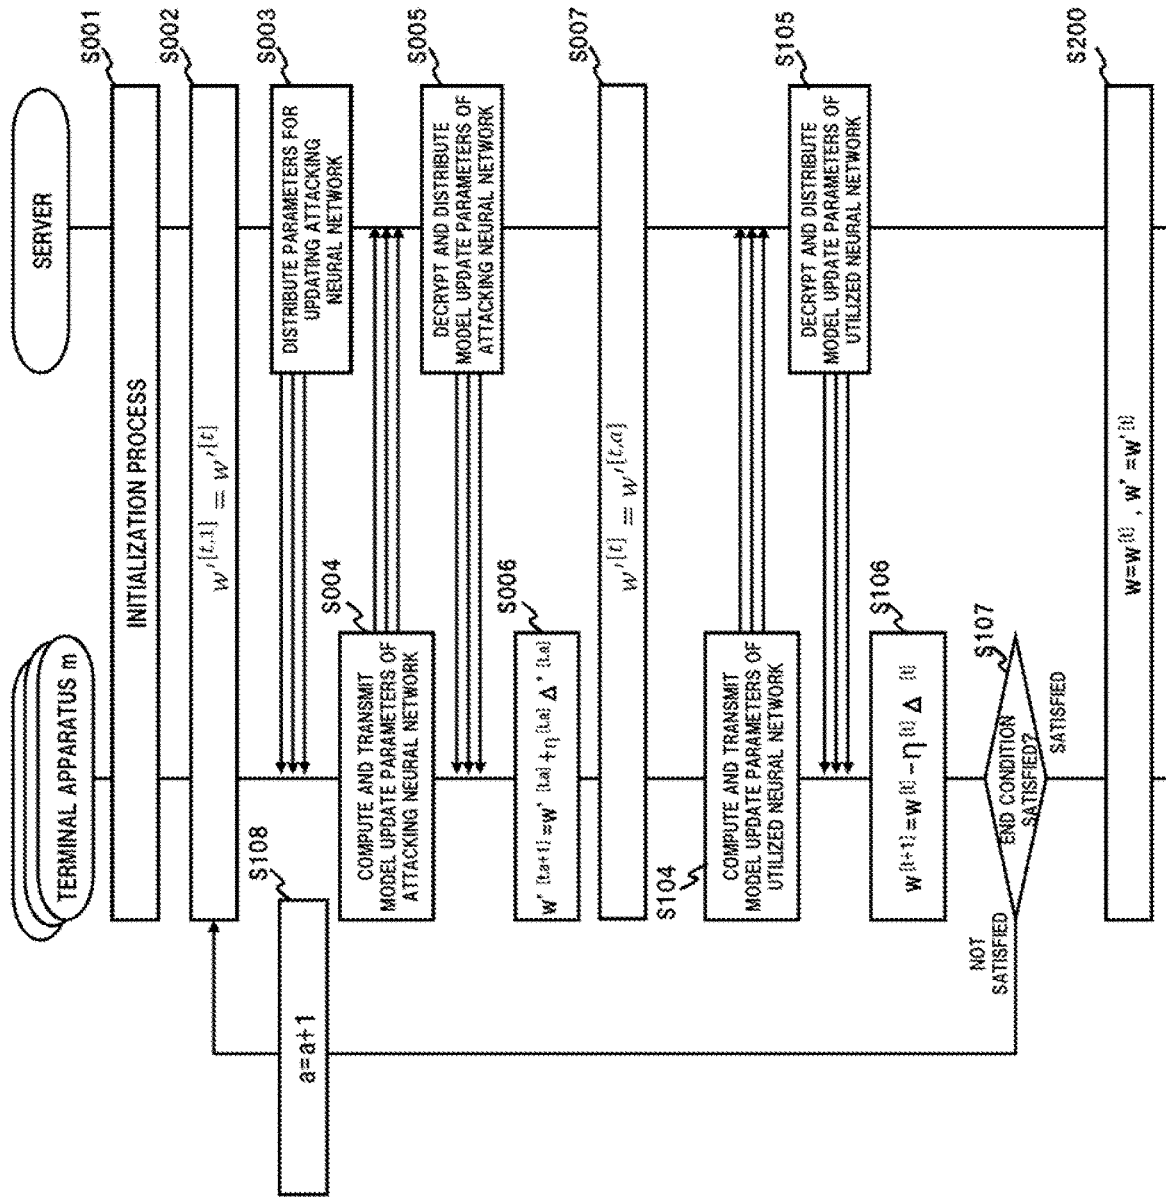 TERMINAL APPARATUS m
SERVER
S001
INITIALIZATION PROCESS
S002
w'[t,1] = w'[t]
S003
DISTRIBUTE PARAMETERS FOR
UPDATING ATTACKING
NEURAL NETWORK
S108
a=a+1
S004
COMPUTE AND TRANSMIT
MODEL UPDATE PARAMETERS OF
ATTACKING NEURAL NETWORK
S005
DECRYPT AND DISTRIBUTE
MODEL UPDATE PARAMETERS OF
ATTACKING NEURAL NETWORK
S006
w'[t,a+1]=w'[t,a]+η[t,a]Δ'[t,a]
S007
w'[t] = w'[t,a]
S104
COMPUTE AND TRANSMIT
MODEL UPDATE PARAMETERS OF
UTILIZED NEURAL NETWORK
S105
DECRYPT AND DISTRIBUTE
MODEL UPDATE PARAMETERS OF
UTILIZED NEURAL NETWORK
S106
w[t+1]=w[t]-η[t]Δ[t]
S107
END CONDITION
SATISFIED?
NOT
SATISFIED
SATISFIED
S200
w=w[t], w'=w'[t]